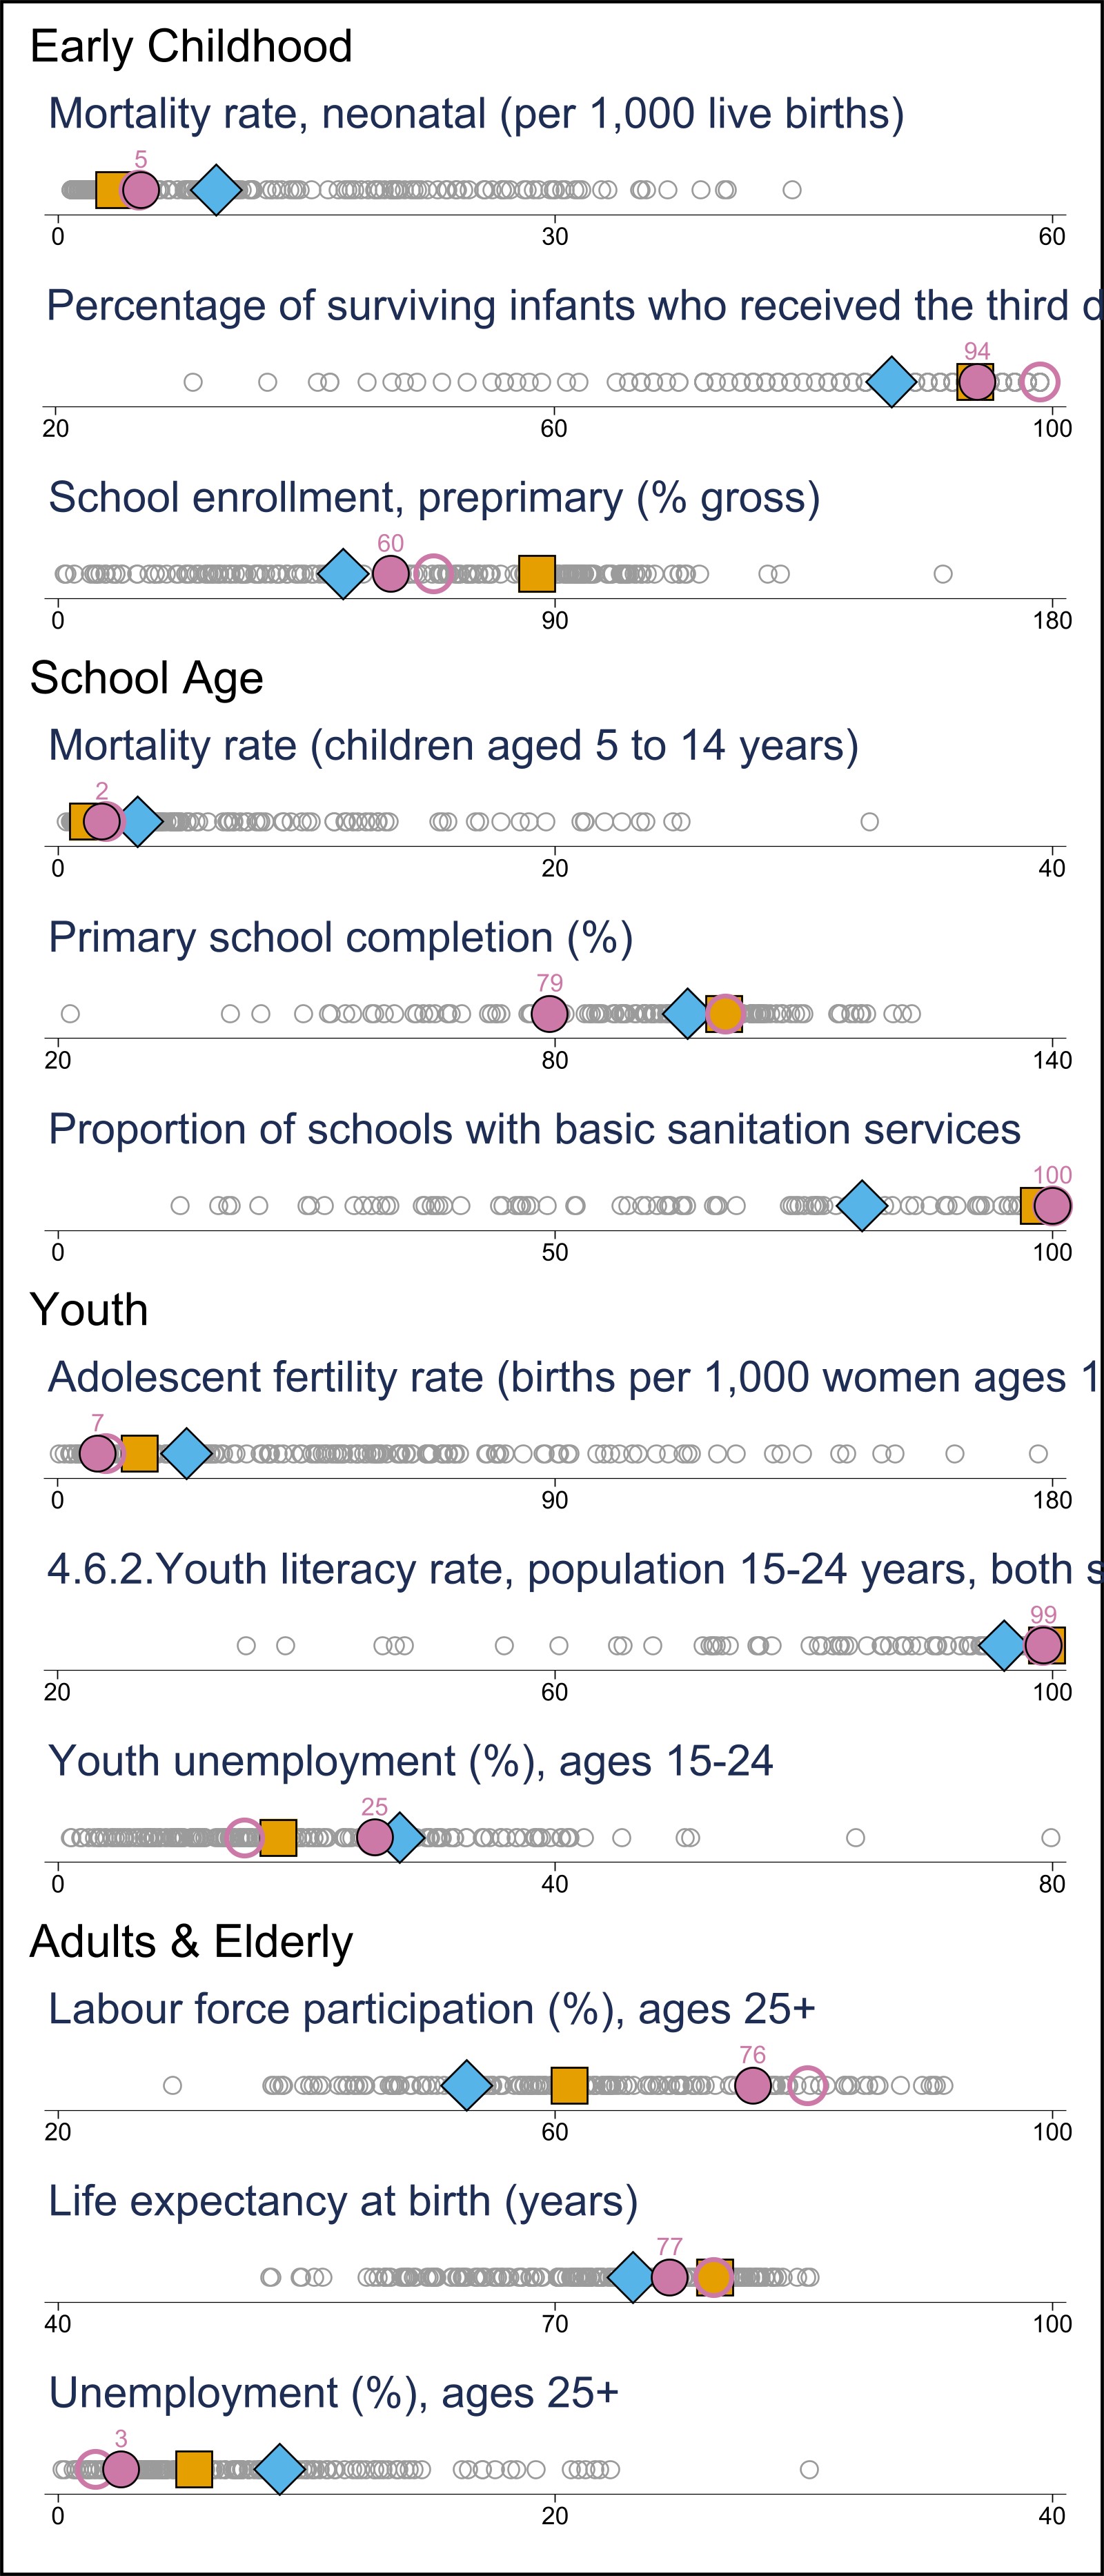 Early Childhood
Mortality rate, neonatal (per 1,000 live births)
5
0 30 60
Percentage of surviving infants who received the third d
94
20 60 100
School enrollment, preprimary (% gross)
60
0 90 180
School Age
Mortality rate (children aged 5 to 14 years)
2
0 20 40
Primary school completion (%)
79
20 80 140
Proportion of schools with basic sanitation services
100
0 50 100
Youth
Adolescent fertility rate (births per 1,000 women ages 1
7
0 90 180
4.6.2.Youth literacy rate, population 15-24 years, both s
99
20 60 100
Youth unemployment (%), ages 15-24
25
0 40 80
Adults & Elderly
Labour force participation (%), ages 25+
76
20 60 100
Life expectancy at birth (years)
77
40 70 100
Unemployment (%), ages 25+
3
0 20 40